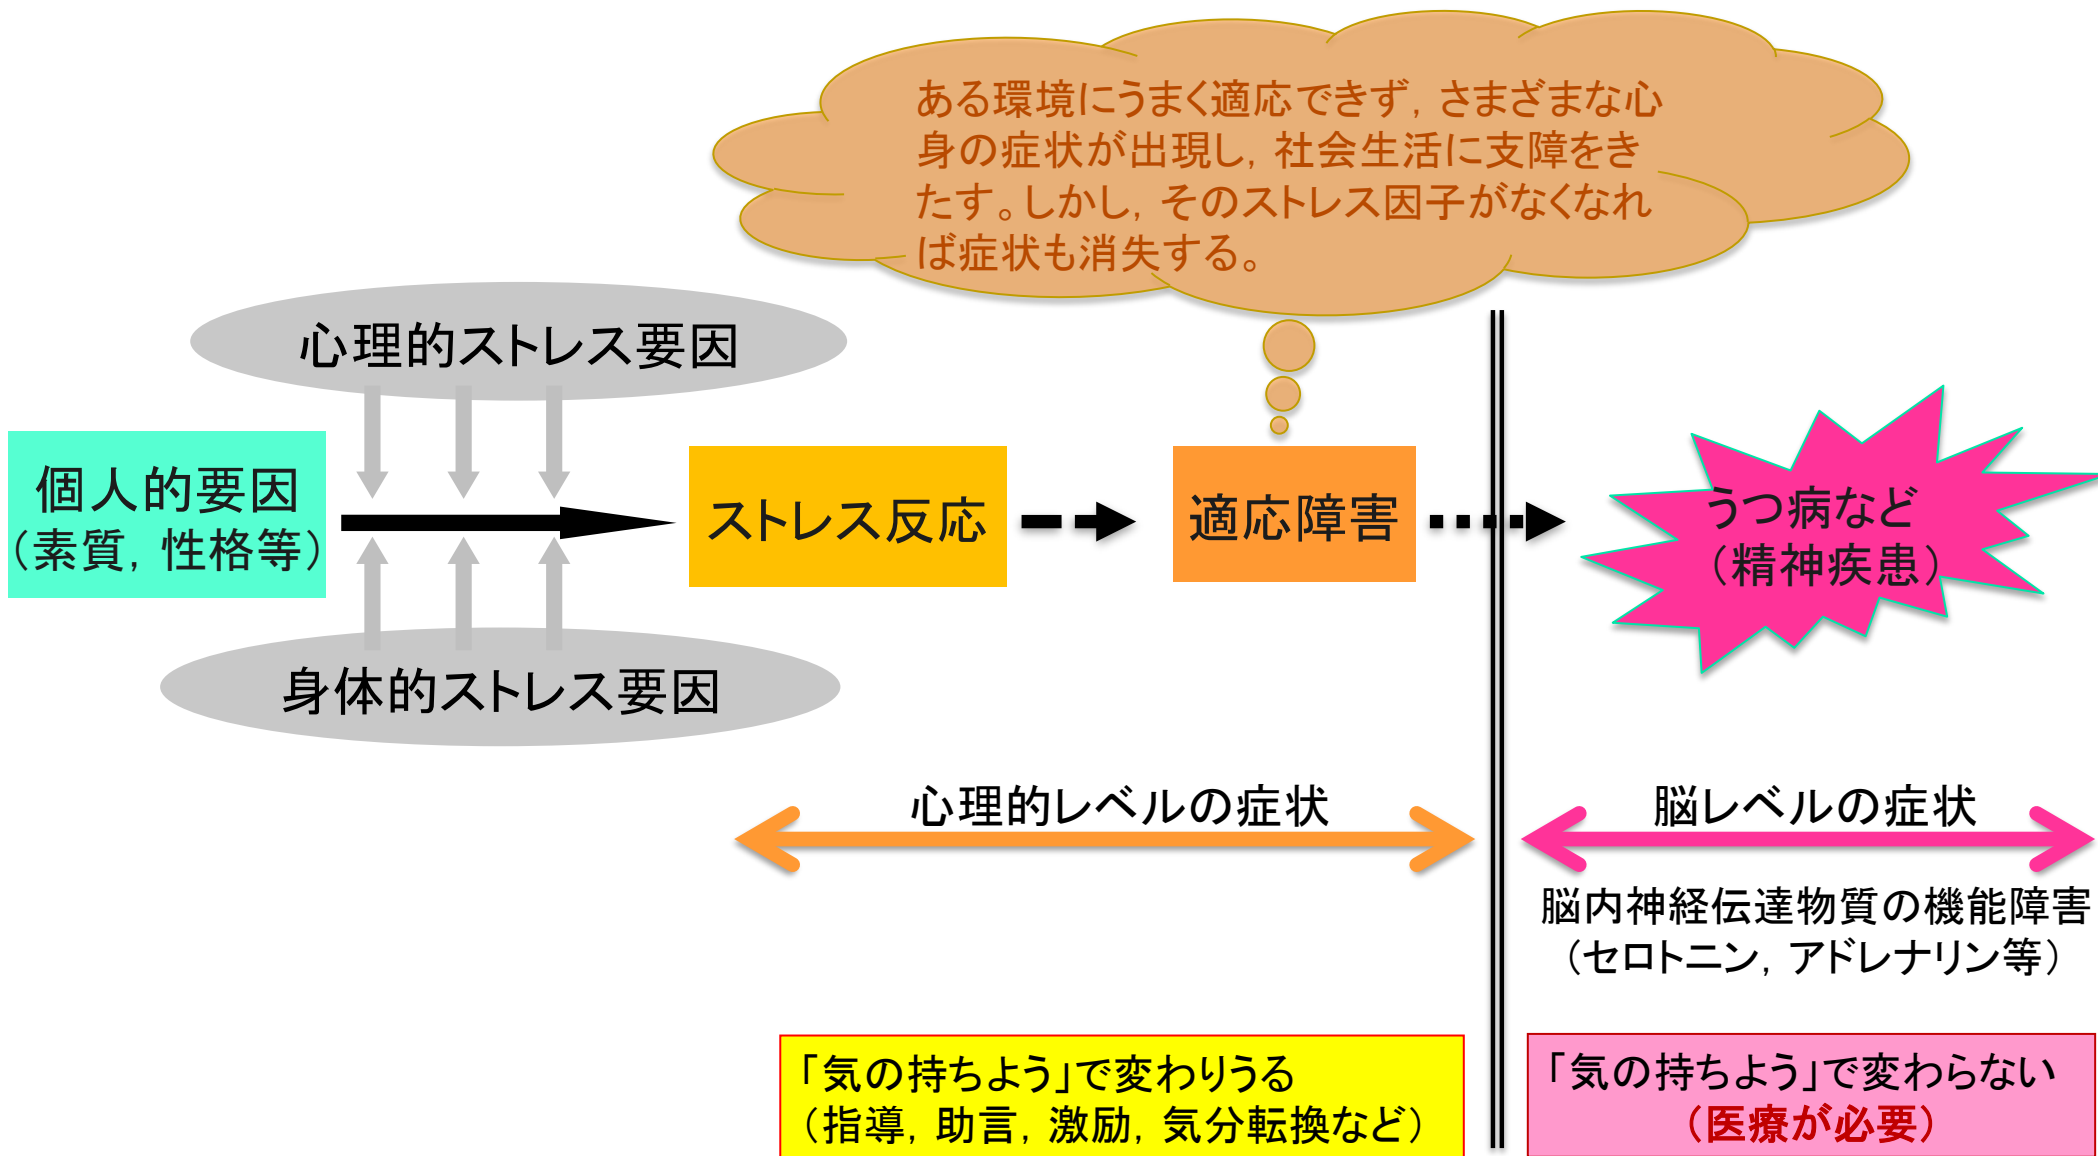 ある環境にうまく適応できず，さまざまな心
身の症状が出現し，社会生活に支障をき
たす。しかし，そのストレス因子がなくなれ
ば症状も消失する。
心理的ストレス要因
個人的要因
（素質，性格等）
ストレス反応
適応障害
うつ病など
（精神疾患）
身体的ストレス要因
心理的レベルの症状
脳レベルの症状
脳内神経伝達物質の機能障害
（セロトニン，アドレナリン等）
「気の持ちよう」で変わりうる
（指導，助言，激励，気分転換など）
「気の持ちよう」で変わらない
（医療が必要）